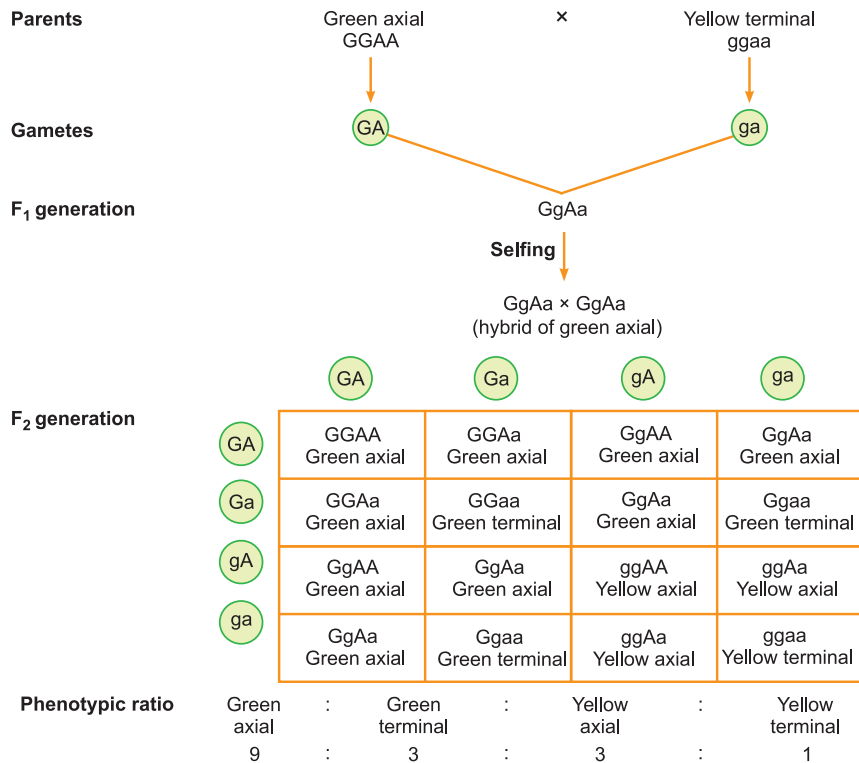 Parents
Green axial × Yellow terminal
GGAA ggaa
Gametes
GA ga
F1 generation
GgAa
Selfing
GgAa × GgAa
(hybrid of green axial)
GA Ga gA ga
F2 generation
GA
GGAA GGAa GgAA GgAa
Green axial Green axial Green axial Green axial
Ga
GGAa GGaa GgAa Ggaa
Green axial Green terminal Green axial Green terminal
gA
GgAA GgAa ggAA ggAa
Green axial Green axial Yellow axial Yellow axial
ga
GgAa Ggaa ggAa ggaa
Green axial Green terminal Yellow axial Yellow terminal
Phenotypic ratio
Green : Green : Yellow : Yellow
axial terminal axial terminal
9 : 3 : 3 : 1